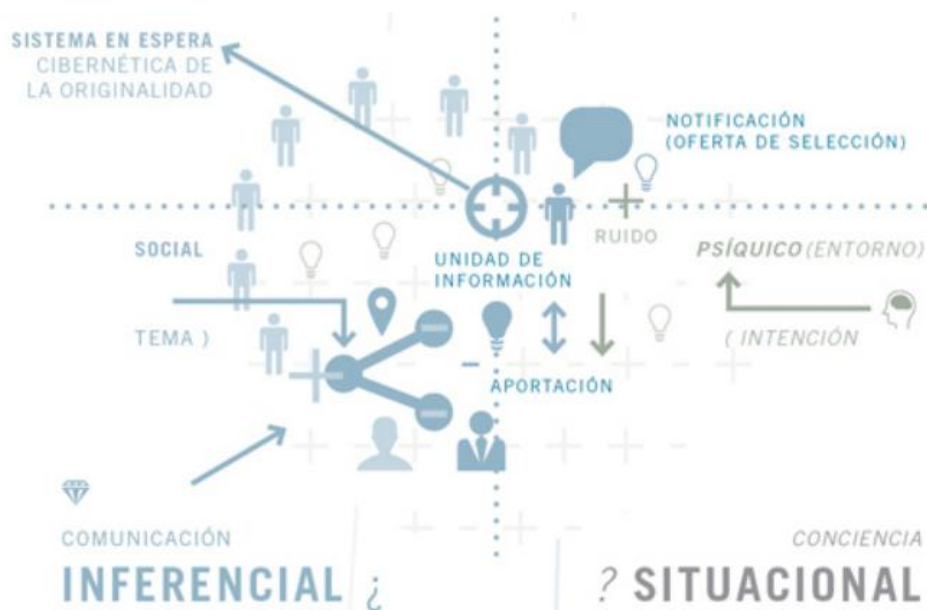 SISTEMA EN ESPERA
CIBERNÉTICA DE
LA ORIGINALIDAD
NOTIFICACIÓN
(OFERTA DE SELECCIÓN)
SOCIAL
UNIDAD DE
INFORMACIÓN
RUIDO
PSÍQUICO (ENTORNO)
TEMA )
( INTENCIÓN
APORTACIÓN
COMUNICACIÓN
INFERENCIAL ¿
CONCIENCIA
? SITUACIONAL